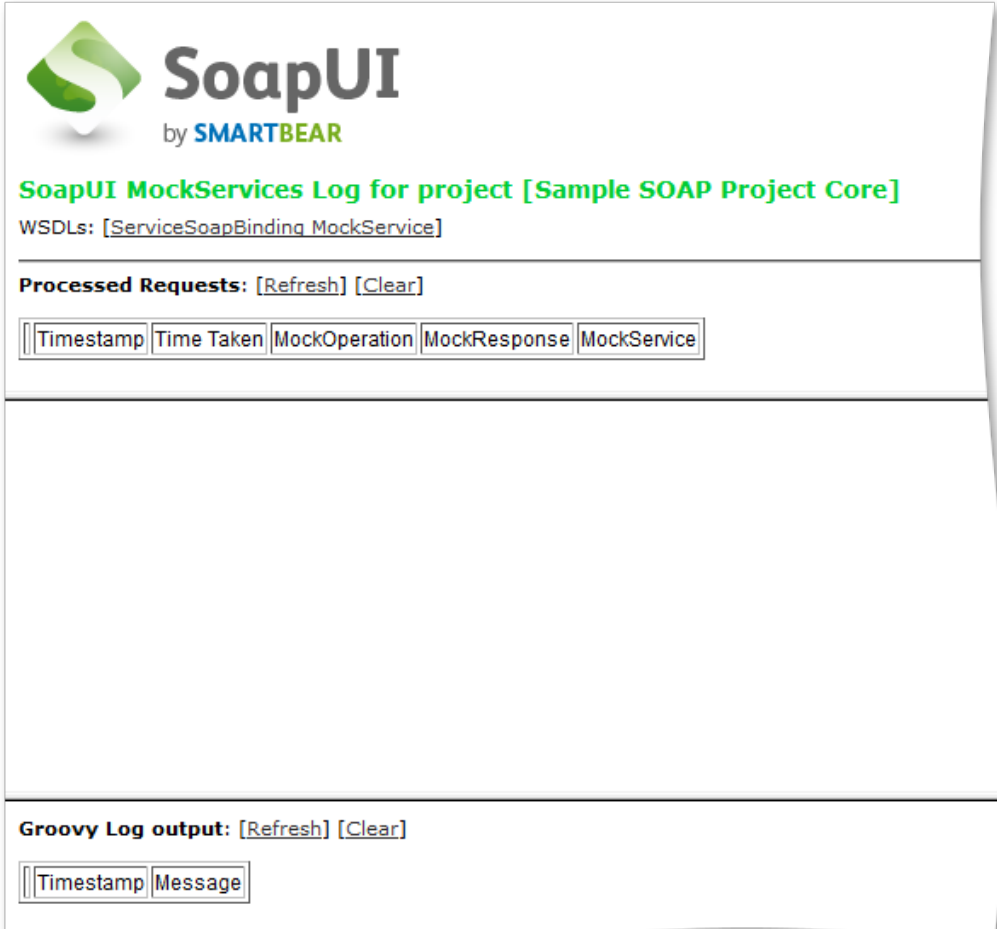 SoapUI
by SMARTBEAR
SoapUI MockServices Log for project [Sample SOAP Project Core]
WSDLs: [ServiceSoapBinding MockService]
Processed Requests: [Refresh] [Clear]
Timestamp Time Taken MockOperation MockResponse MockService
Groovy Log output: [Refresh] [Clear]
Timestamp Message